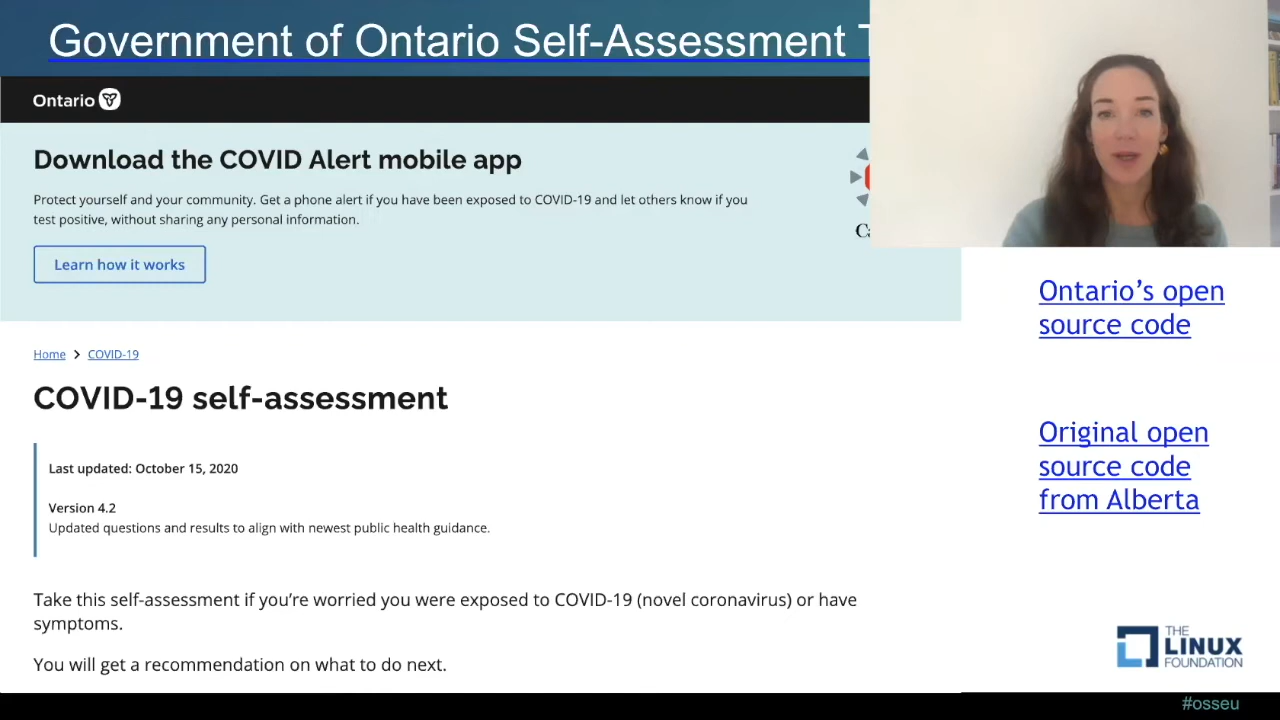 Government of Ontario Self-Assessment
Ontario
Download the COVID Alert mobile app
Protect yourself and your community. Get a phone alert if you have been exposed to COVID-19 and let others know if you
test positive, without sharing any personal information.
Learn how it works
Home > COVID-19
COVID-19 self-assessment
Last updated: October 15, 2020
Version 4.2
Updated questions and results to align with newest public health guidance.
Take this self-assessment if you're worried you were exposed to COVID-19 (novel coronavirus) or have
symptoms.
You will get a recommendation on what to do next.
Ontario's open
source code
Original open
source code
from Alberta
THE
LINUX
FOUNDATION
#osseu